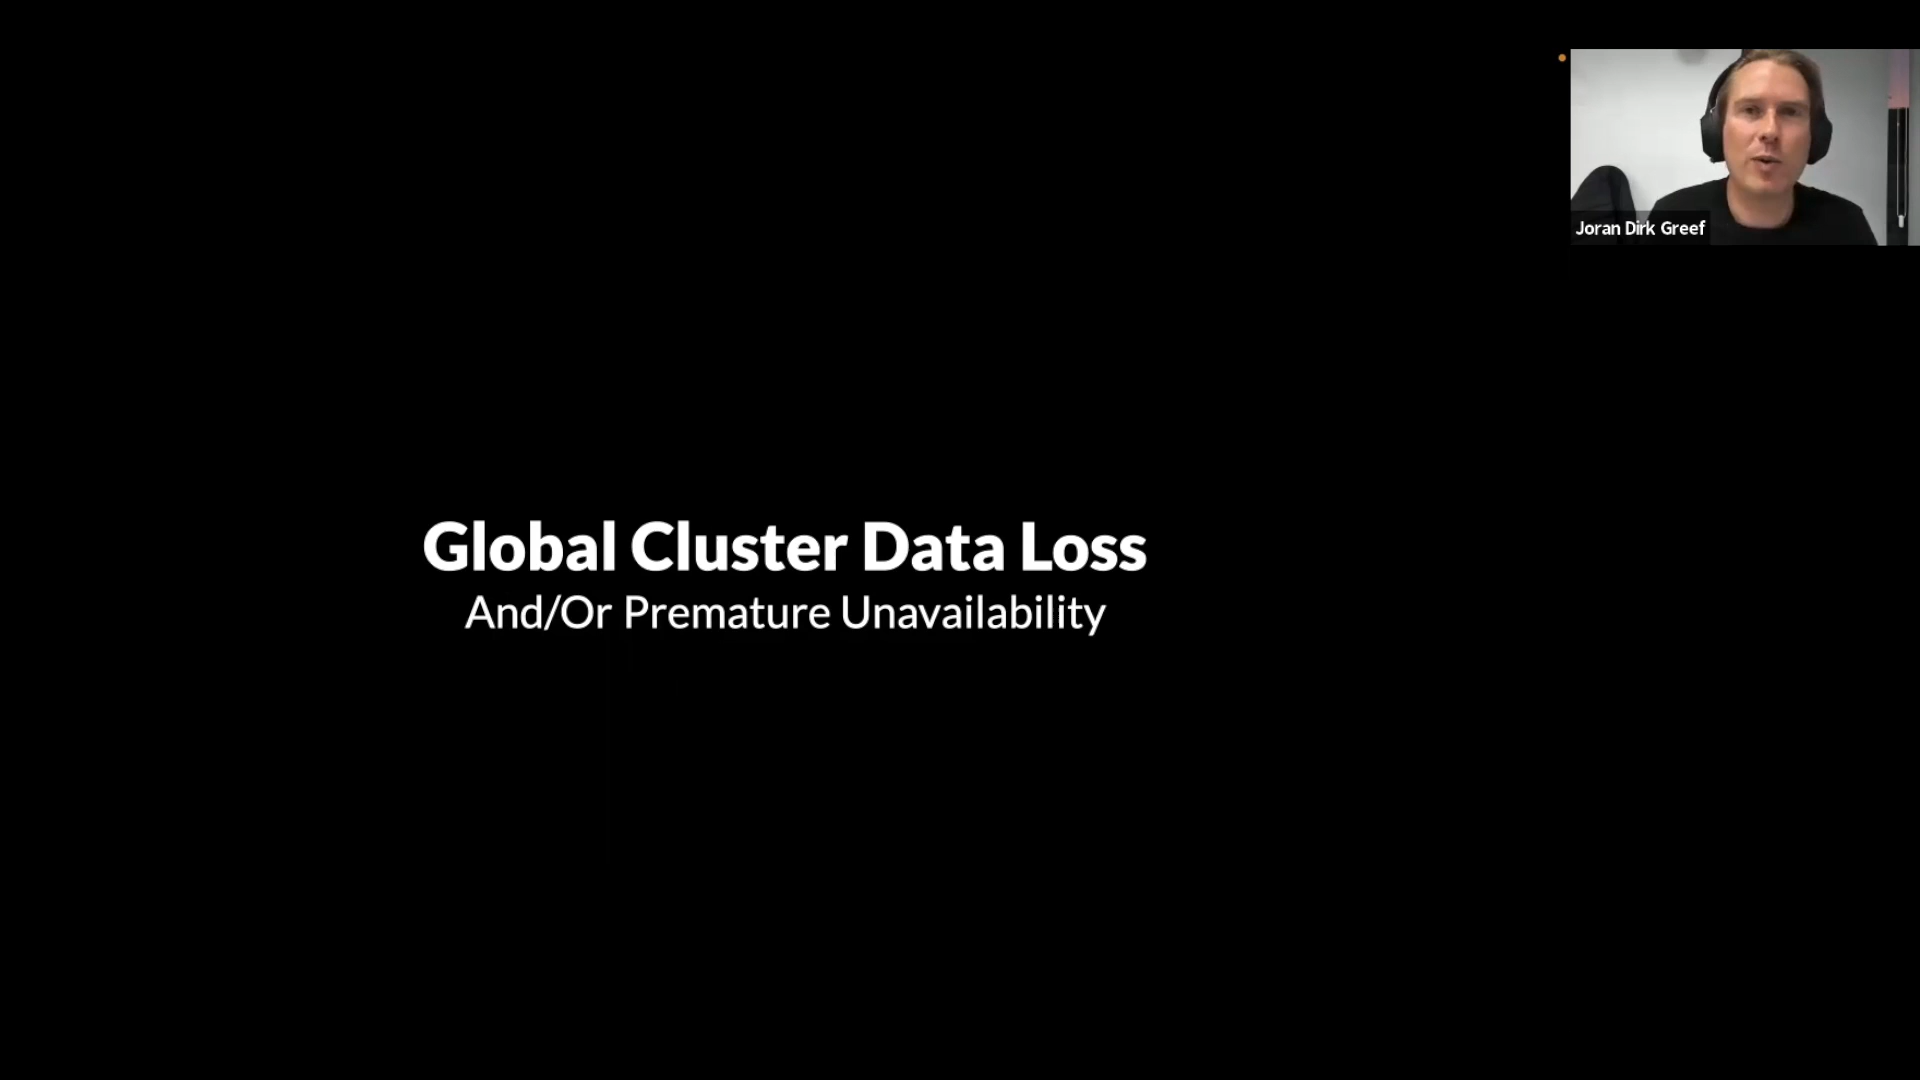 Joran Dirk Greef
Global Cluster Data Loss
And/Or Premature Unavailability